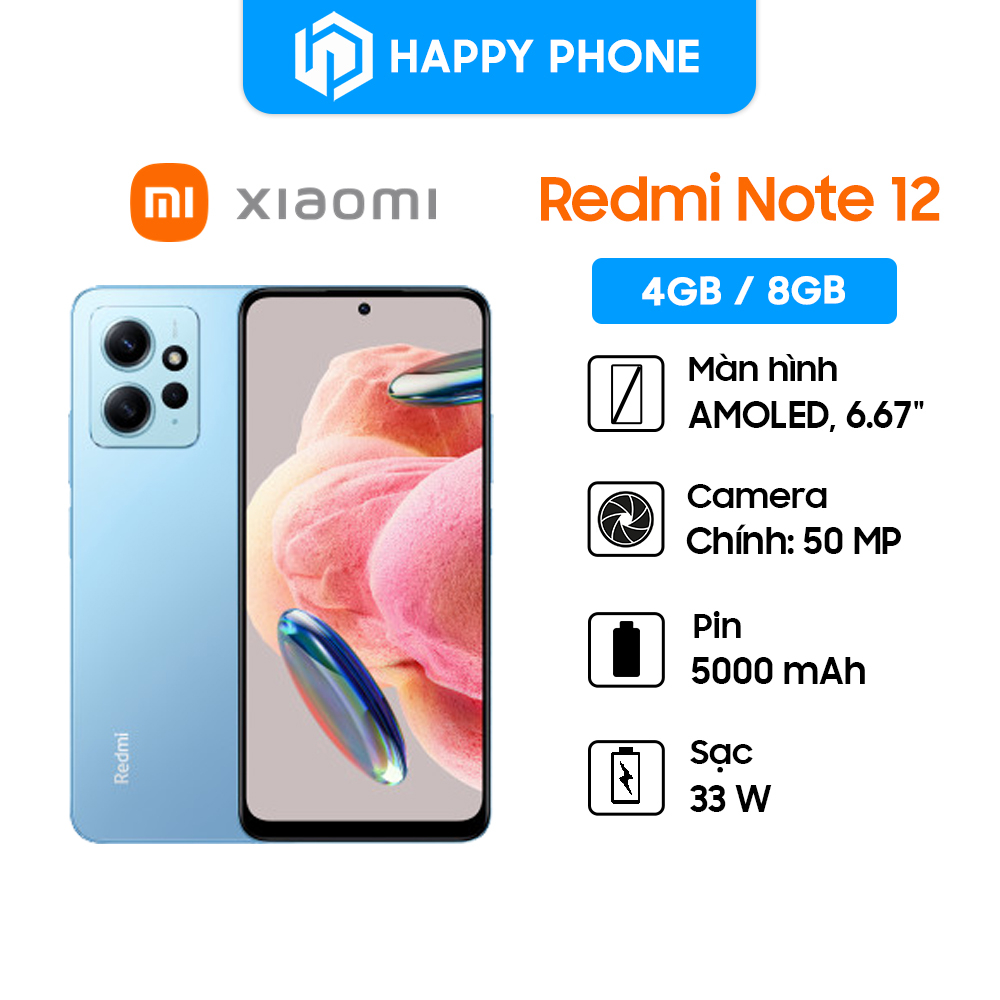 HAPPY PHONE
mi xiaomi
Redmi Note 12
4GB / 8GB
Màn hình
AMOLED, 6.67"
Camera
Chính: 50 MP
Pin
5000 mAh
Sạc
33 W
Redmi